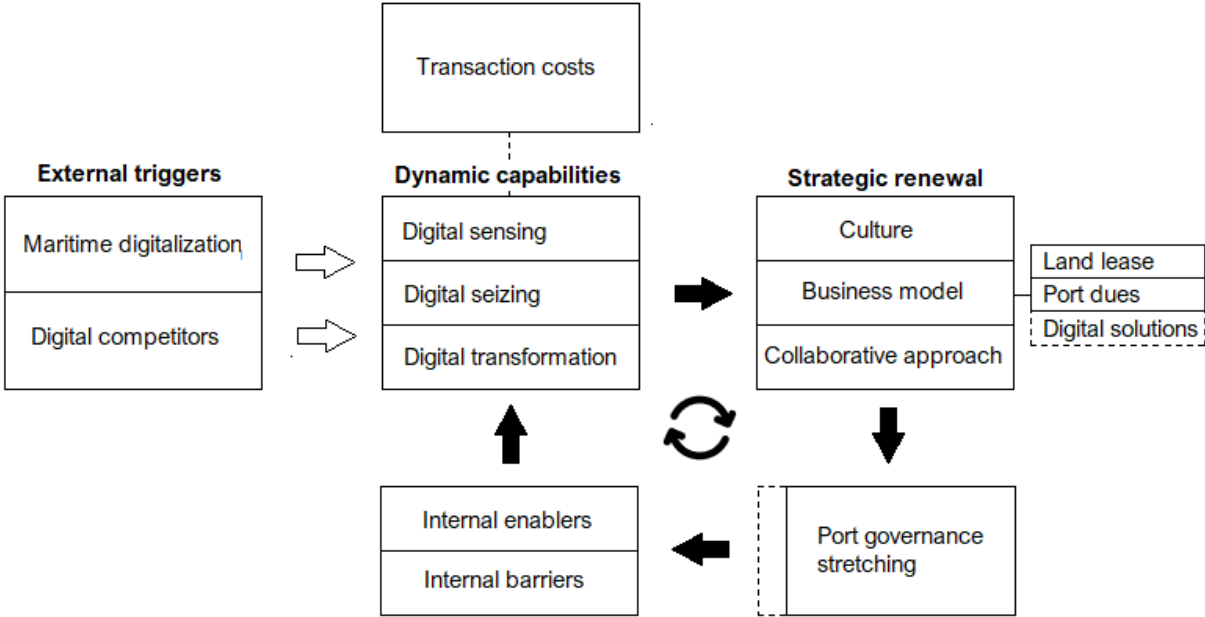 Transaction costs
External triggers
Maritime digitalization
Digital competitors
Dynamic capabilities
Digital sensing
Digital seizing
Digital transformation
Strategic renewal
Culture
Business model
Collaborative approach
Land lease
Port dues
Digital solutions
Internal enablers
Internal barriers
Port governance
stretching